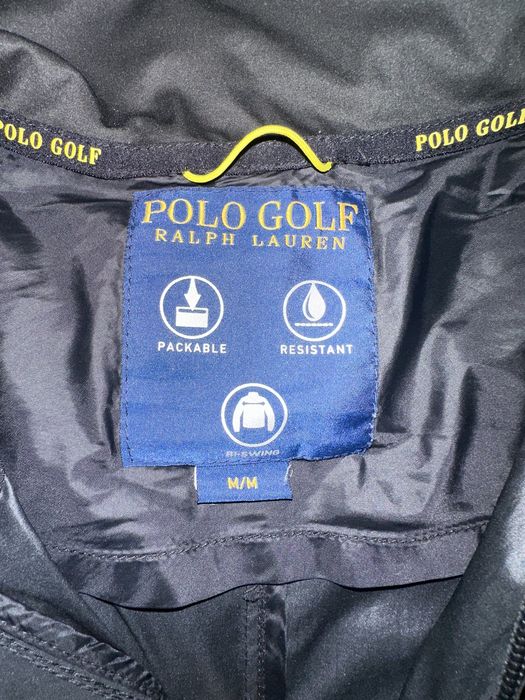 POLO GOLF
POLO GOLF
POLO GOLF
RALPH LAUREN
PACKABLE
RESISTANT
BI-SWING
M/M